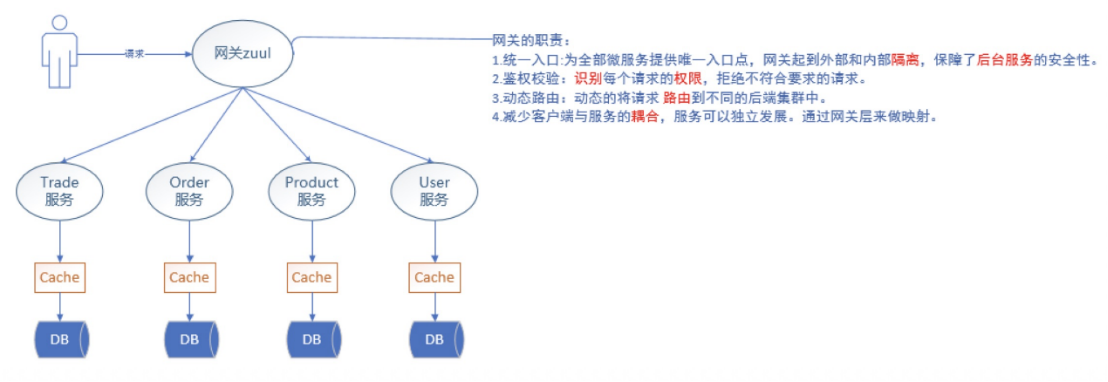 请求
网关zuul
网关的职责：
1.统一入口:为全部微服务提供唯一入口点，网关起到外部和内部隔离，保障了后台服务的安全性。
2.鉴权校验：识别每个请求的权限，拒绝不符合要求的请求。
3.动态路由：动态的将请求 路由到不同的后端集群中。
4.减少客户端与服务的耦合，服务可以独立发展。通过网关层来做映射。
Trade
服务
Order
服务
Product
服务
User
服务
Cache
Cache
Cache
Cache
DB
DB
DB
DB